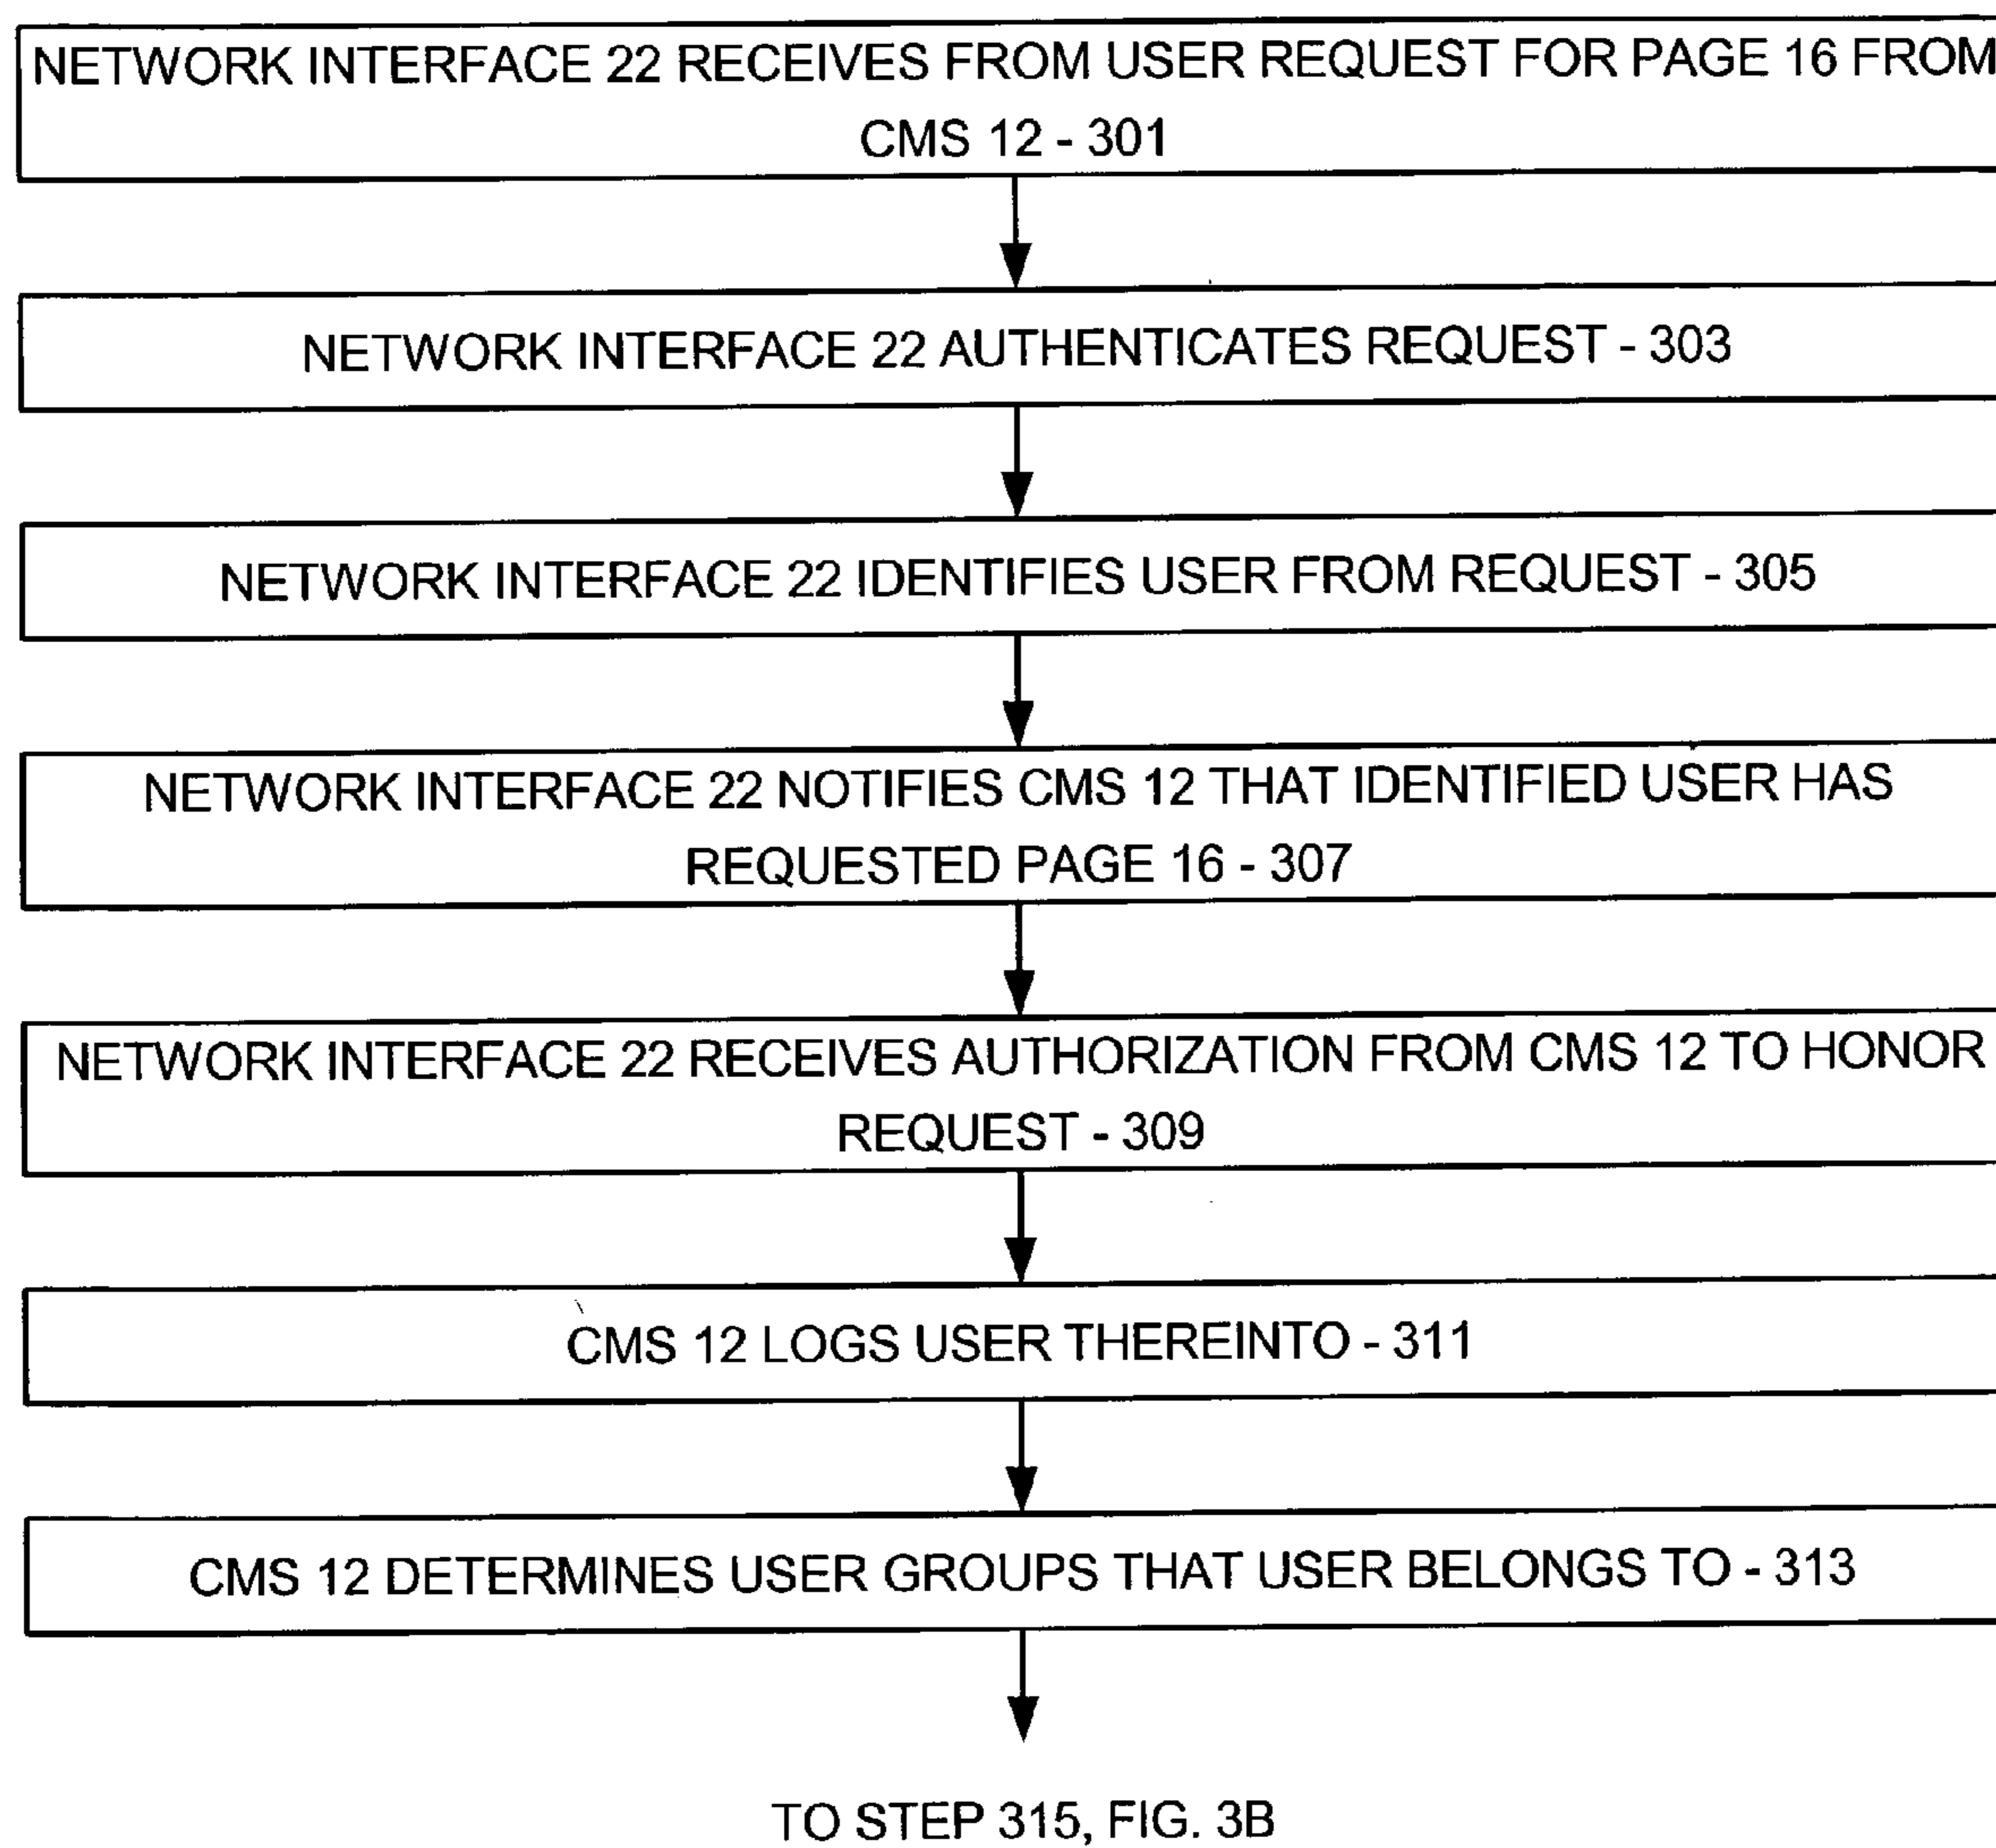 NETWORK INTERFACE 22 RECEIVES FROM USER REQUEST FOR PAGE 16 FROM
CMS 12 - 301
NETWORK INTERFACE 22 AUTHENTICATES REQUEST - 303
NETWORK INTERFACE 22 IDENTIFIES USER FROM REQUEST - 305
NETWORK INTERFACE 22 NOTIFIES CMS 12 THAT IDENTIFIED USER HAS
REQUESTED PAGE 16 - 307
NETWORK INTERFACE 22 RECEIVES AUTHORIZATION FROM CMS 12 TO HONOR
REQUEST - 309
CMS 12 LOGS USER THEREINTO - 311
CMS 12 DETERMINES USER GROUPS THAT USER BELONGS TO - 313
TO STEP 315, FIG. 3B